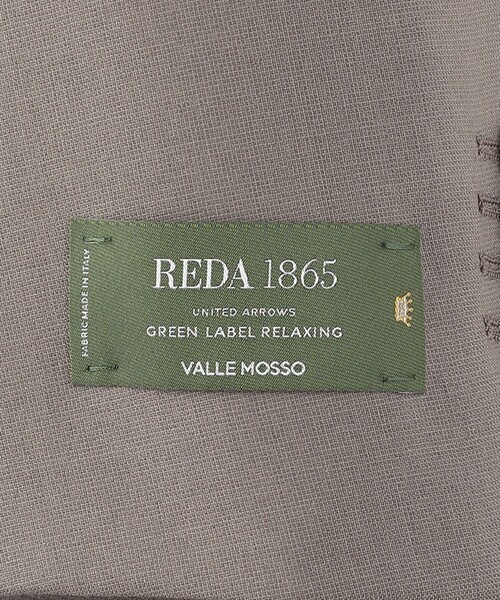 FABRIC MADE IN ITALY
REDA 1865
UNITED ARROWS
GREEN LABEL RELAXING
VALLE MOSSO